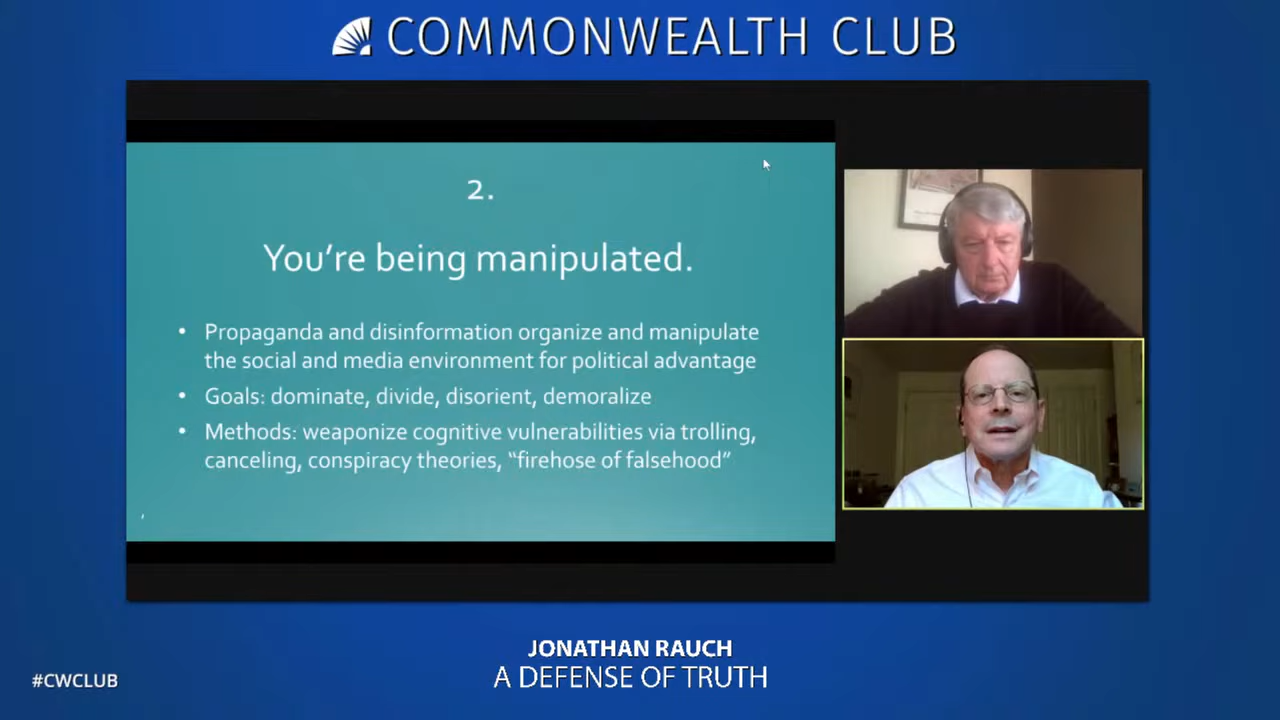 COMMONWEALTH CLUB
2.
You're being manipulated.
• Propaganda and disinformation organize and manipulate
the social and media environment for political advantage
• Goals: dominate, divide, disorient, demoralize
• Methods: weaponize cognitive vulnerabilities via trolling,
canceling, conspiracy theories, “firehose of falsehood”
JONATHAN RAUCH
A DEFENSE OF TRUTH
#CWCLUB